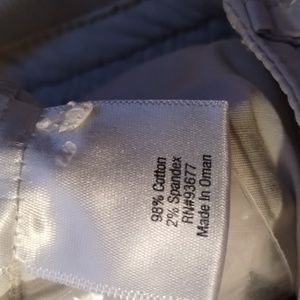 98% Cotton
2% Spandex
RN#93677
Made In Oman